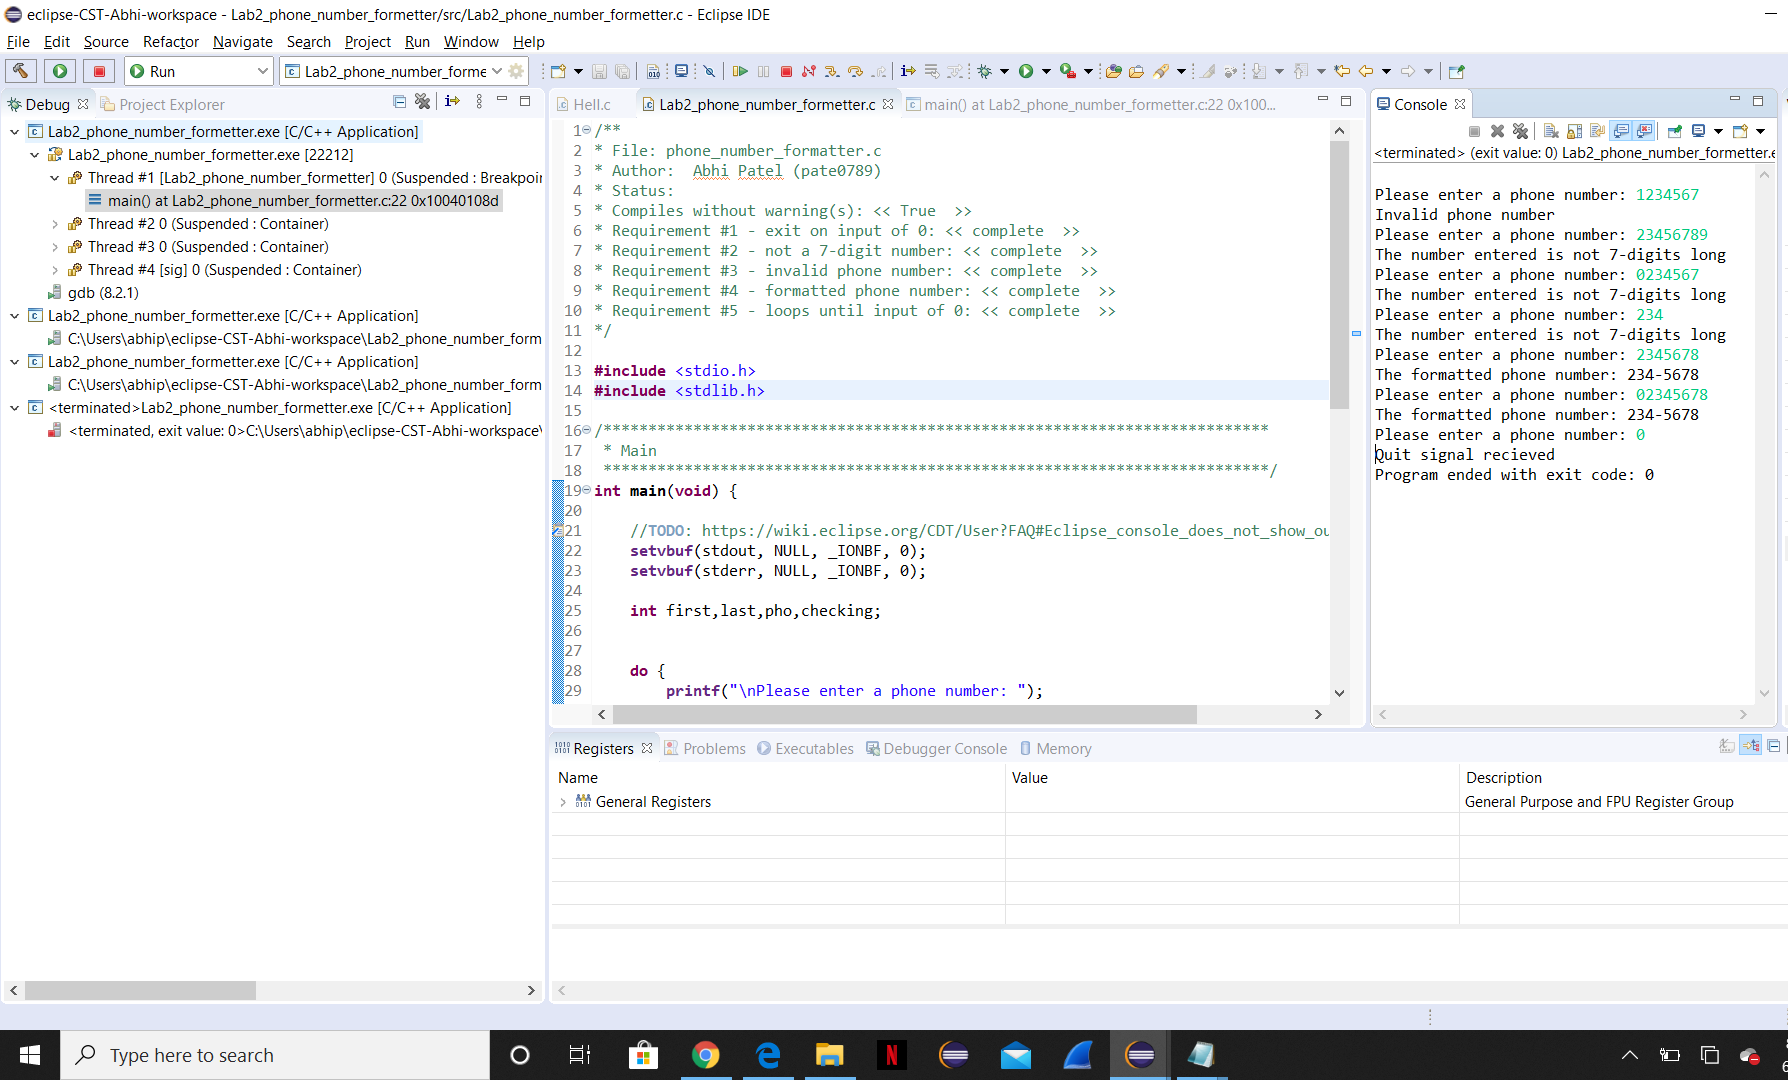 eclipse-CST-Abhi-workspace - Lab2_phone_number_formetter/src/Lab2_phone_number_formetter.c - Eclipse IDE
File Edit Source Refactor Navigate Search Project Run Window Help
Run
Lab2_phone_number_forme
Debug
Project Explorer
Lab2_phone_number_formetter.exe [C/C++ Application]
Lab2_phone_number_formetter.exe [22212]
Thread #1 [Lab2_phone_number_formetter] 0 (Suspended : Breakpoi
main() at Lab2_phone_number_formetter.c:22 0x10040108d
Thread #2 0 (Suspended : Container)
Thread #3 0 (Suspended : Container)
Thread #4 [sig] 0 (Suspended : Container)
gdb (8.2.1)
Lab2_phone_number_formetter.exe [C/C++ Application]
C:\Users\abhip\eclipse-CST-Abhi-workspace\Lab2_phone_number_form
Lab2_phone_number_formetter.exe [C/C++ Application]
C:\Users\abhip\eclipse-CST-Abhi-workspace\Lab2_phone_number_form
<terminated>Lab2_phone_number_formetter.exe [C/C++ Application]
<terminated, exit value: 0>C:\Users\abhip\eclipse-CST-Abhi-workspace\
Hell.c
Lab2_phone_number_formetter.c
main() at Lab2_phone_number_formetter.c:22 0x100...
1 /**
2 * File: phone_number_formatter.c
3 * Author:  Abhi Patel (pate0789)
4 * Status:
5 * Compiles without warning(s): << True  >>
6 * Requirement #1 - exit on input of 0: << complete  >>
7 * Requirement #2 - not a 7-digit number: << complete  >>
8 * Requirement #3 - invalid phone number: << complete  >>
9 * Requirement #4 - formatted phone number: << complete  >>
10 * Requirement #5 - loops until input of 0: << complete  >>
11 */
12
13 #include <stdio.h>
14 #include <stdlib.h>
15
16 /**************************************************************************
17  * Main
18  **************************************************************************/
19 int main(void) {
20
21     //TODO: https://wiki.eclipse.org/CDT/User?FAQ#Eclipse_console_does_not_show_ou
22     setvbuf(stdout, NULL, _IONBF, 0);
23     setvbuf(stderr, NULL, _IONBF, 0);
24
25     int first,last,pho,checking;
26
27
28     do {
29         printf("\nPlease enter a phone number: ");
Console
<terminated> (exit value: 0) Lab2_phone_number_formetter.e
Please enter a phone number: 1234567
Invalid phone number
Please enter a phone number: 23456789
The number entered is not 7-digits long
Please enter a phone number: 0234567
The number entered is not 7-digits long
Please enter a phone number: 234
The number entered is not 7-digits long
Please enter a phone number: 2345678
The formatted phone number: 234-5678
Please enter a phone number: 02345678
The formatted phone number: 234-5678
Please enter a phone number: 0
Quit signal recieved
Program ended with exit code: 0
Registers
Problems
Executables
Debugger Console
Memory
Name Value Description
General Registers General Purpose and FPU Register Group
Type here to search